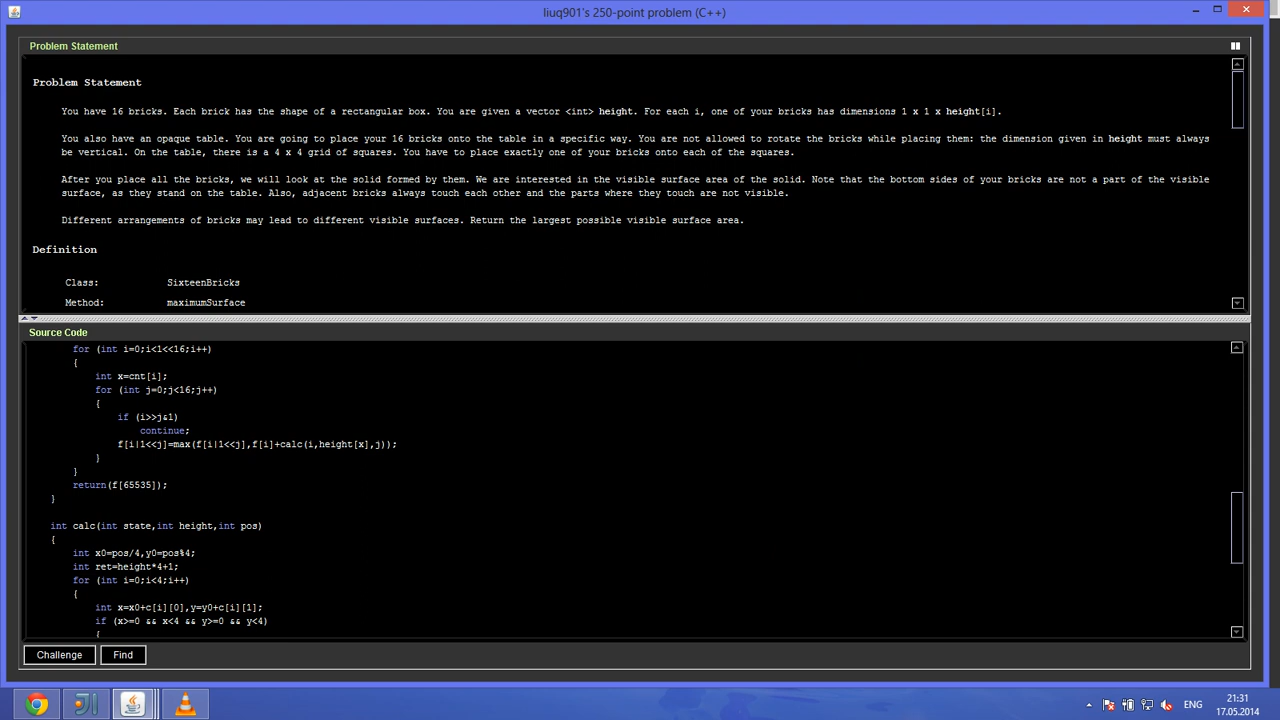 liuq901's 250-point problem (C++)
Problem Statement
Problem Statement
You have 16 bricks. Each brick has the shape of a rectangular box. You are given a vector <int> height. For each i, one of your bricks has dimensions 1 x 1 x height[i].
You also have an opaque table. You are going to place your 16 bricks onto the table in a specific way. You are not allowed to rotate the bricks while placing them: the dimension given in height must always
be vertical. On the table, there is a 4 x 4 grid of squares. You have to place exactly one of your bricks onto each of the squares.
After you place all the bricks, we will look at the solid formed by them. We are interested in the visible surface area of the solid. Note that the bottom sides of your bricks are not a part of the visible
surface, as they stand on the table. Also, adjacent bricks always touch each other and the parts where they touch are not visible.
Different arrangements of bricks may lead to different visible surfaces. Return the largest possible visible surface area.
Definition
Class: SixteenBricks
Method: maximumSurface
Source Code
for (int i=0;i<1<<16;i++)
{
int x=cnt[i];
for (int j=0;j<16;j++)
{
if (i>>j&1)
continue;
f[i|1<<j]=max(f[i|1<<j],f[i]+calc(i,height[x],j));
}
}
return(f[65535]);
}
int calc(int state,int height,int pos)
{
int x0=pos/4,y0=pos%4;
int ret=height*4+1;
for (int i=0;i<4;i++)
{
int x=x0+c[i][0],y=y0+c[i][1];
if (x>=0 && x<4 && y>=0 && y<4)
{
Challenge Find
ENG
21:31
17.05.2014